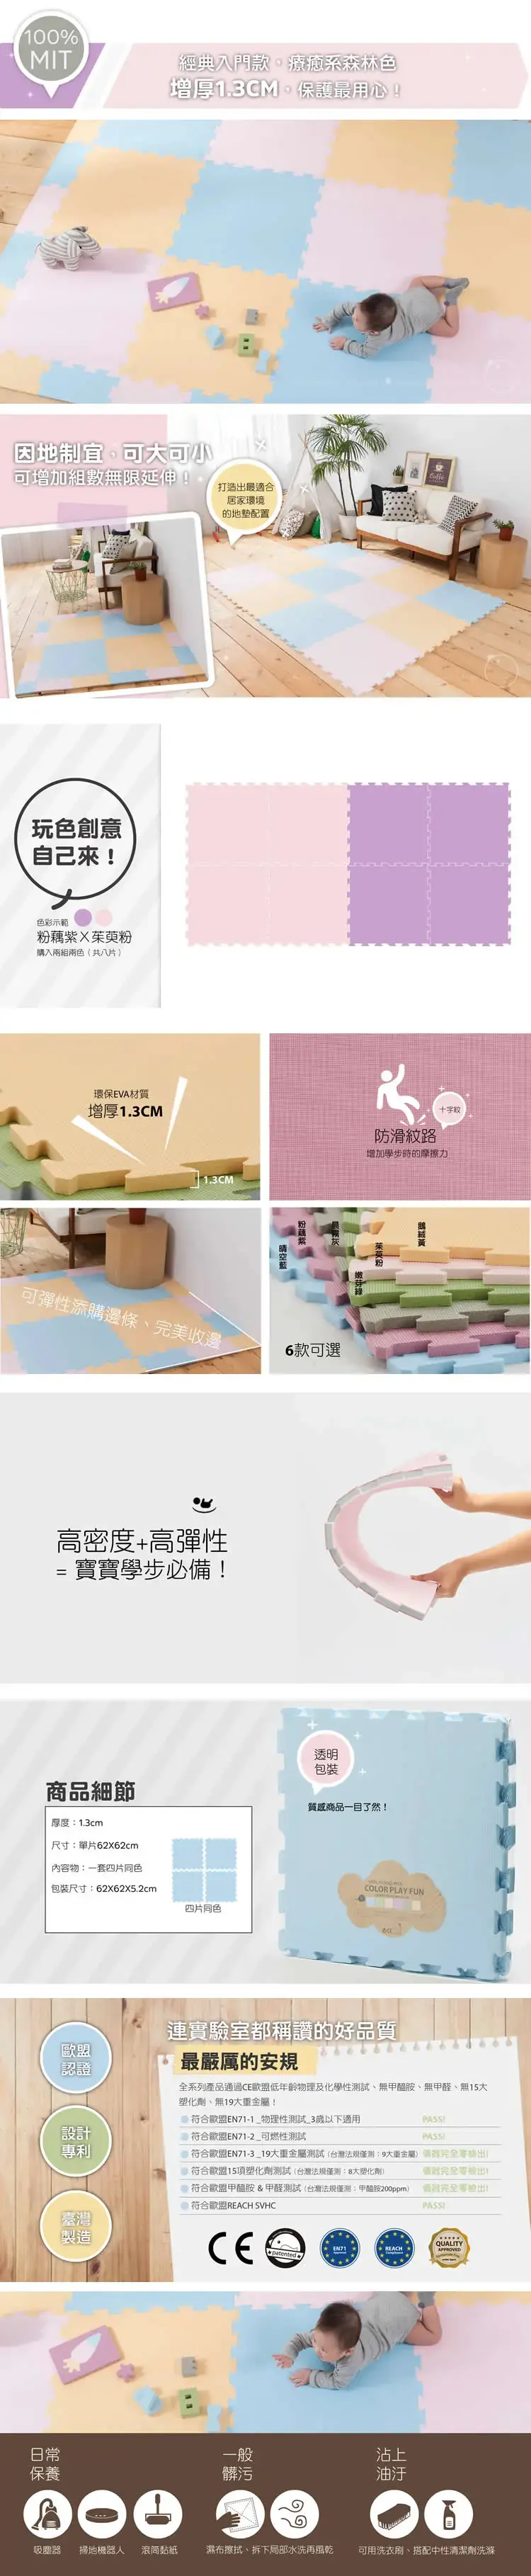 100%
MIT
經典入門款，療癒系森林色
增厚1.3CM，保護最用心！
因地制宜，可大可小
可增加組數無限延伸！
打造出最適合
居家環境
的地墊配置
玩色創意
自己來！
色彩示範
粉藕紫X茱萸粉
購入兩組兩色（共八片）
環保EVA材質
增厚1.3CM
1.3CM
十字紋
防滑紋路
增加學步時的摩擦力
可彈性添購邊條、完美收邊
晴空藍
粉藕紫
嫩芽綠
茱萸粉
鵝絨黃
6款可選
高密度+高彈性
= 寶寶學步必備！
商品細節
厚度：1.3cm
尺寸：單片62X62cm
內容物：一套四片同色
包裝尺寸：62X62X5.2cm
四片同色
透明
包裝
質感商品一目了然！
COLOR PLAY FUN
歐盟
認證
設計
專利
臺灣
製造
連實驗室都稱讚的好品質
最嚴厲的安規
全系列產品通過CE歐盟低年齡物理及化學性測試、無甲醯胺、無甲醛、無15大
塑化劑、無19大重金屬！
符合歐盟EN71-1_物理性測試_3歲以下適用 PASS!
符合歐盟EN71-2_可燃性測試 PASS!
符合歐盟EN71-3_19大重金屬測試（台灣法規僅測：9大重金屬） 儀器完全零檢出!
符合歐盟15項塑化劑測試（台灣法規僅測：8大塑化劑） 儀器完全零檢出!
符合歐盟甲醯胺 & 甲醛測試（台灣法規僅測：甲醯胺200ppm） 儀器完全零檢出!
符合歐盟REACH SVHC PASS!
CE
patented
EN71
REACH
QUALITY
APPROVED
日常
保養
一般
髒污
沾上
油汙
吸塵器
掃地機器人
滾筒黏紙
濕布擦拭、拆下局部水洗再風乾
可用洗衣刷、搭配中性清潔劑洗滌